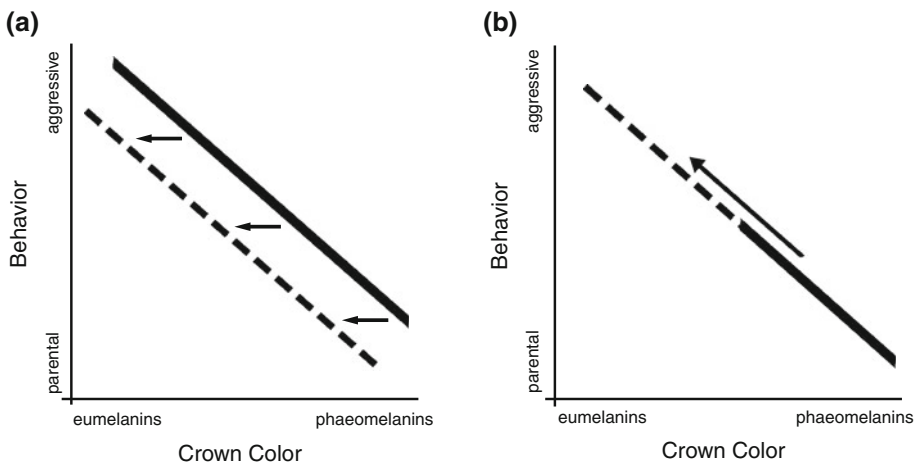 (a)
aggressive
Behavior
parental
eumelanins phaeomelanins
Crown Color
(b)
aggressive
Behavior
parental
eumelanins phaeomelanins
Crown Color